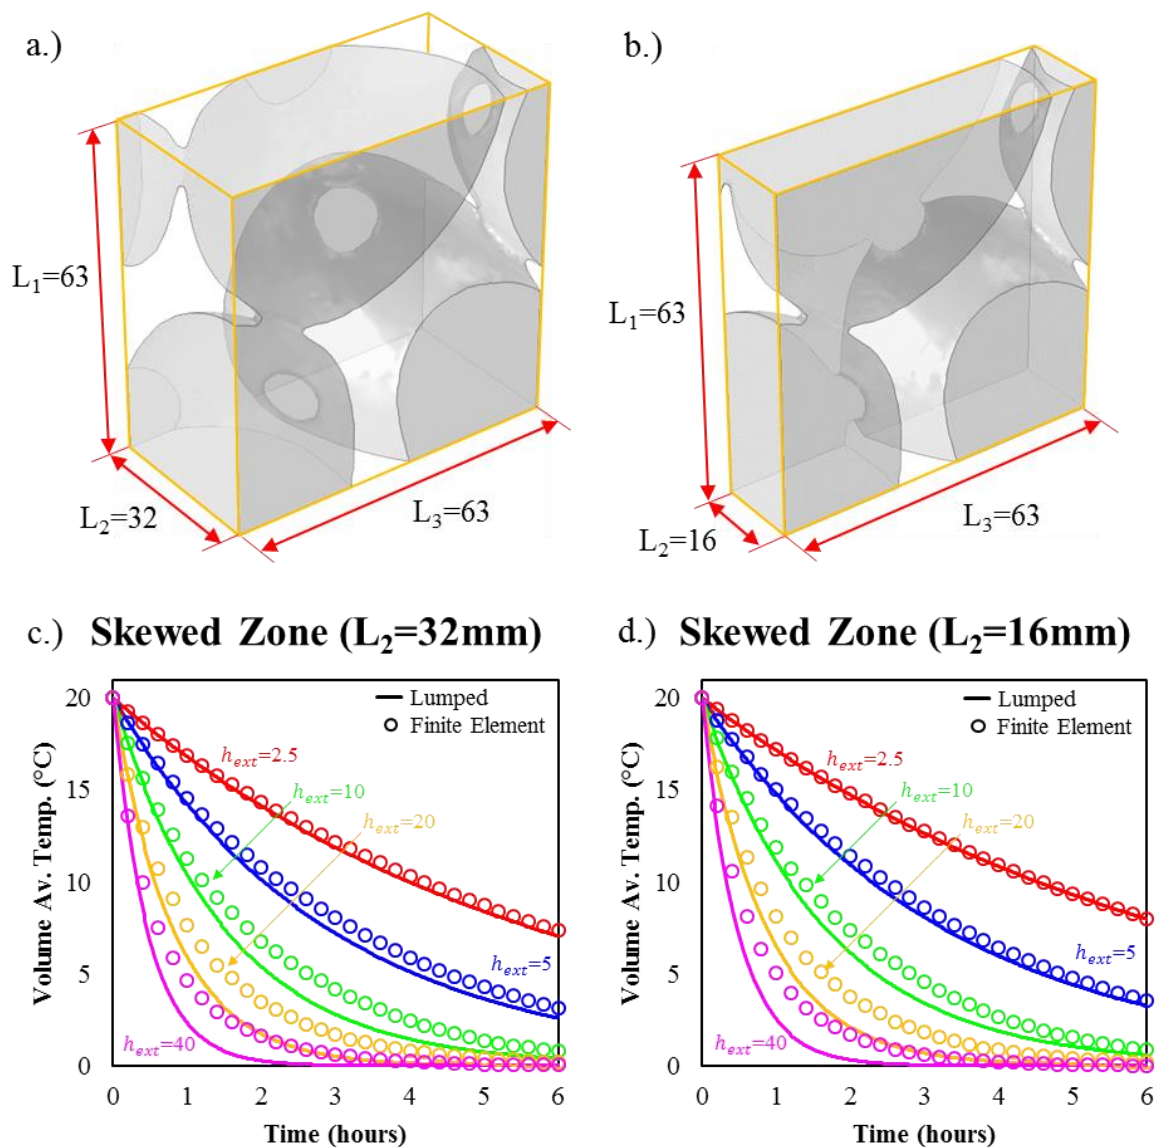 a.)
b.)
L₁=63
L₂=32
L₃=63
L₁=63
L₂=16
L₃=63
c.) Skewed Zone (L₂=32mm)
d.) Skewed Zone (L₂=16mm)
Volume Av. Temp. (°C)
20
15
10
5
0
Lumped
Finite Element
hₑₓₜ=2.5
hₑₓₜ=10
hₑₓₜ=20
hₑₓₜ=5
hₑₓₜ=40
0 1 2 3 4 5 6
Time (hours)
Volume Av. Temp. (°C)
20
15
10
5
0
Lumped
Finite Element
hₑₓₜ=2.5
hₑₓₜ=10
hₑₓₜ=20
hₑₓₜ=5
hₑₓₜ=40
0 1 2 3 4 5 6
Time (hours)